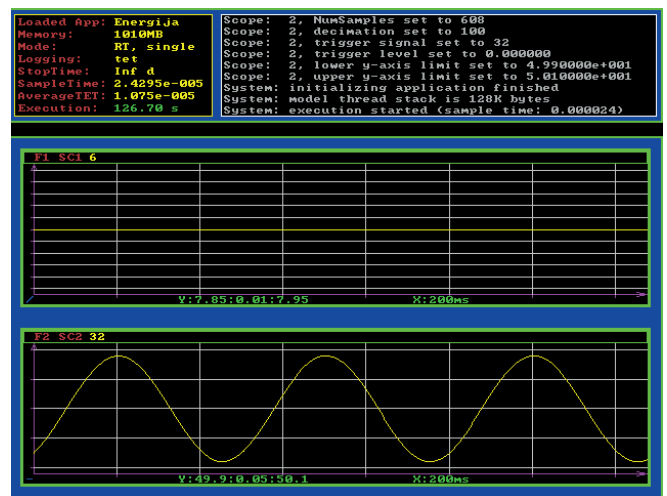 Loaded App: Energija
Memory: 1010MB
Mode: RT, single
Logging: tet
StopTime: Inf d
SampleTime: 2.4295e-005
AverageTET: 1.075e-005
Execution: 126.70 s
Scope: 2, NumSamples set to 608
Scope: 2, decimation set to 100
Scope: 2, trigger signal set to 32
Scope: 2, trigger level set to 0.000000
Scope: 2, lower y-axis limit set to 4.990000e+001
Scope: 2, upper y-axis limit set to 5.010000e+001
System: initializing application finished
System: model thread stack is 128K bytes
System: execution started (sample time: 0.000024)
F1 SC1 6
Y:7.85:0.01:7.95 X:200ms
F2 SC2 32
Y:49.9:0.05:50.1 X:200ms